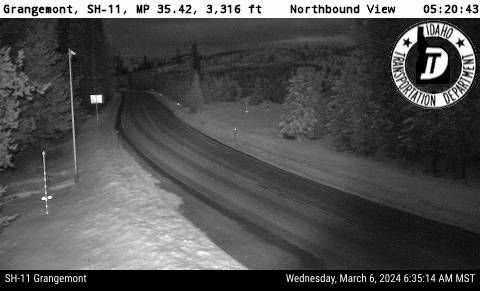 Grangemont, SH-11, MP 35.42, 3,316 ft Northbound View 05:20:43
IDAHO
TRANSPORTATION DEPARTMENT
SH-11 Grangemont Wednesday, March 6, 2024 6:35:14 AM MST